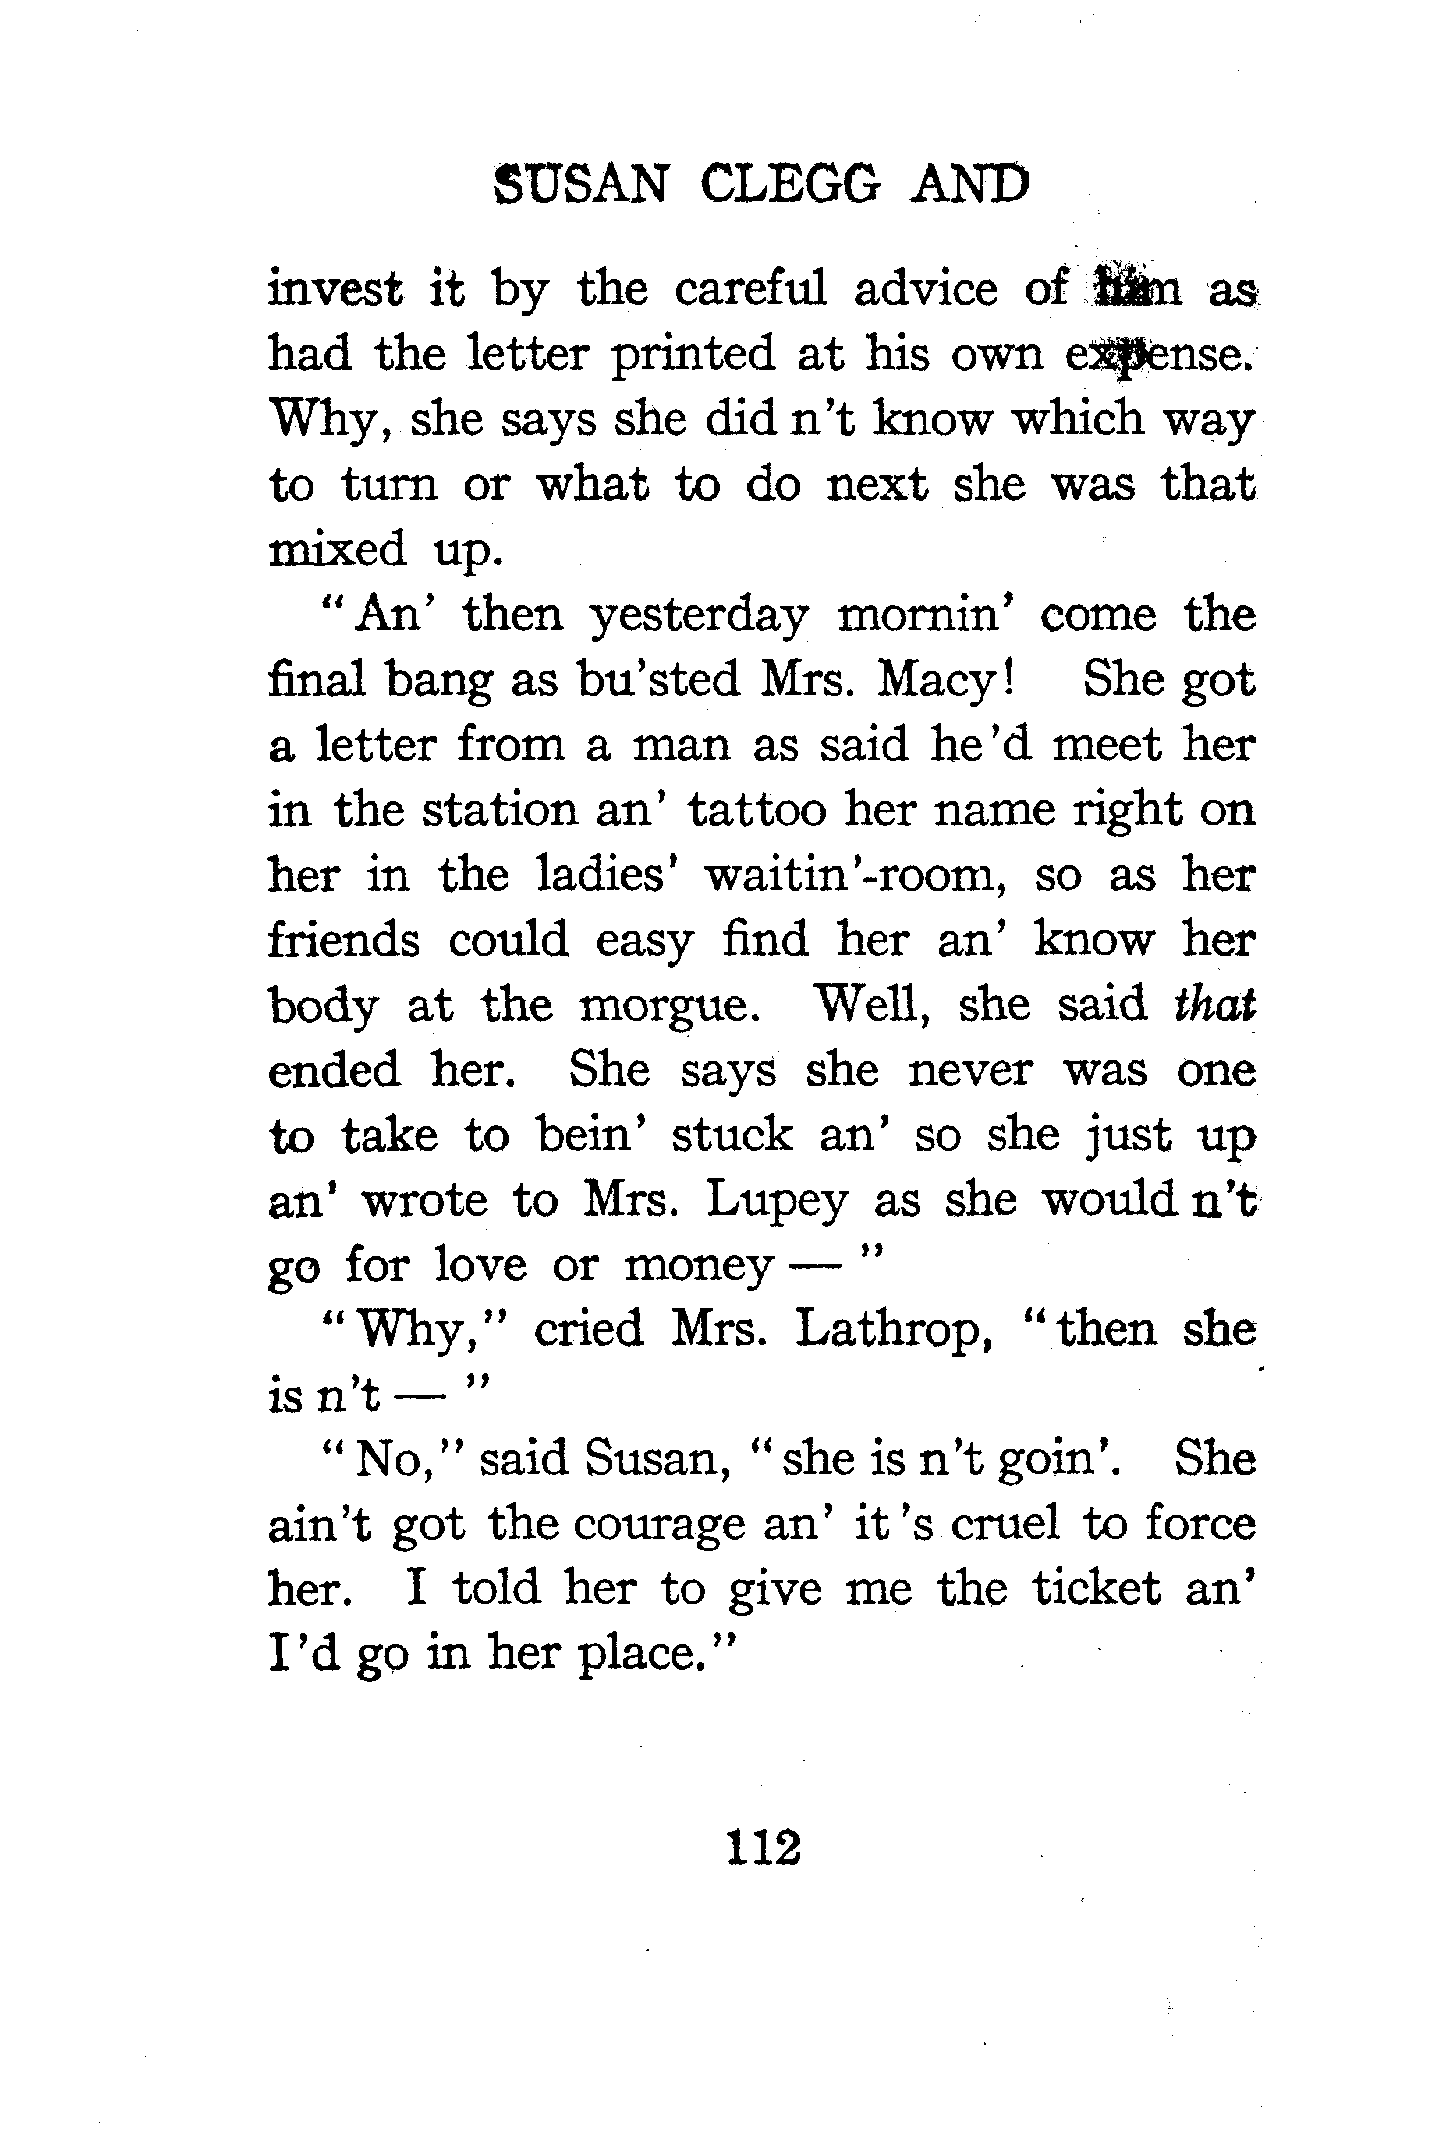 SUSAN CLEGG AND
invest it by the careful advice of him as
had the letter printed at his own expense.
Why, she says she did n't know which way
to turn or what to do next she was that
mixed up.
"An' then yesterday mornin' come the
final bang as bu'sted Mrs. Macy! She got
a letter from a man as said he 'd meet her
in the station an' tattoo her name right on
her in the ladies' waitin'-room, so as her
friends could easy find her an' know her
body at the morgue. Well, she said that
ended her. She says she never was one
to take to bein' stuck an' so she just up
an' wrote to Mrs. Lupey as she would n't
go for love or money — "
"Why," cried Mrs. Lathrop, "then she
is n't — "
"No," said Susan, "she is n't goin'. She
ain't got the courage an' it 's cruel to force
her. I told her to give me the ticket an'
I 'd go in her place."
112